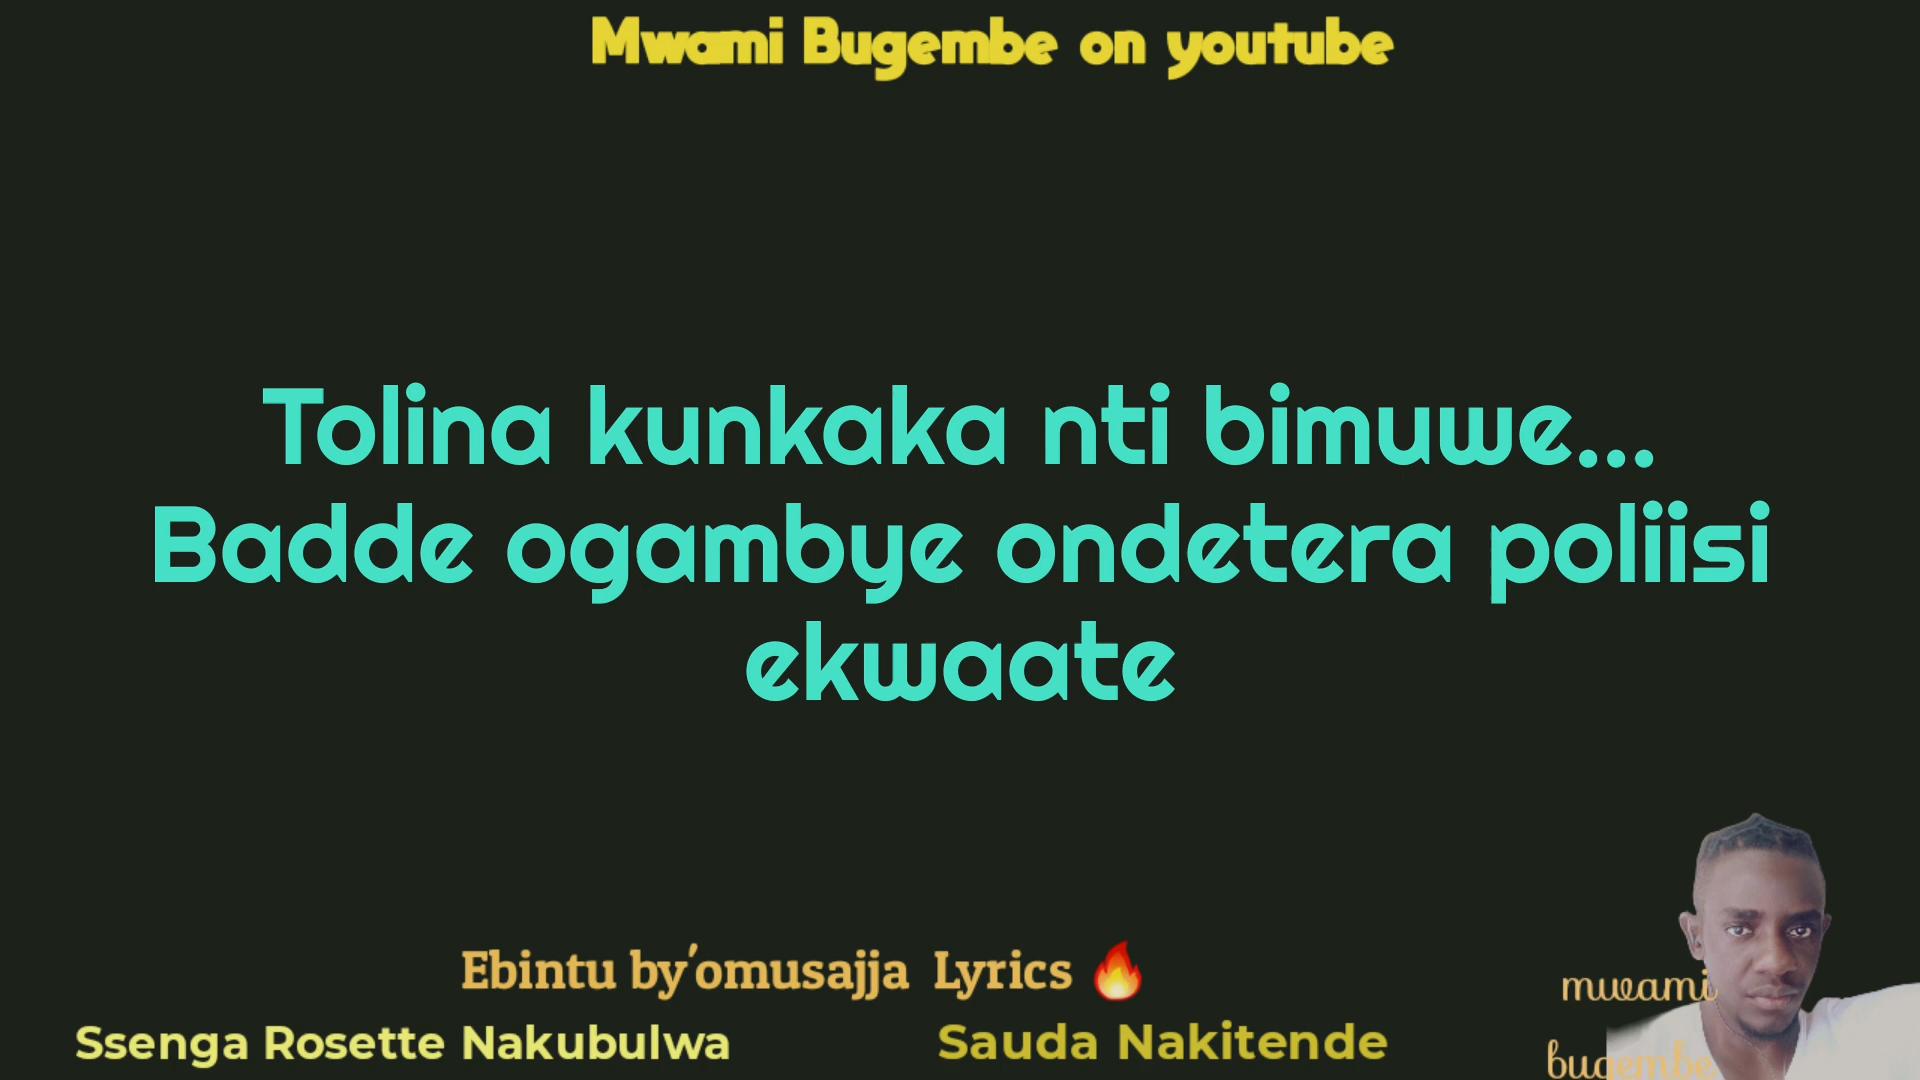 Mwami Bugembe on youtube
Tolina kunkaka nti bimuwe...
Badde ogambye ondetera poliisi
ekwaate
Ebintu by'omusajja Lyrics 🔥
Ssenga Rosette Nakubulwa
Sauda Nakitende
mwami
bugembe